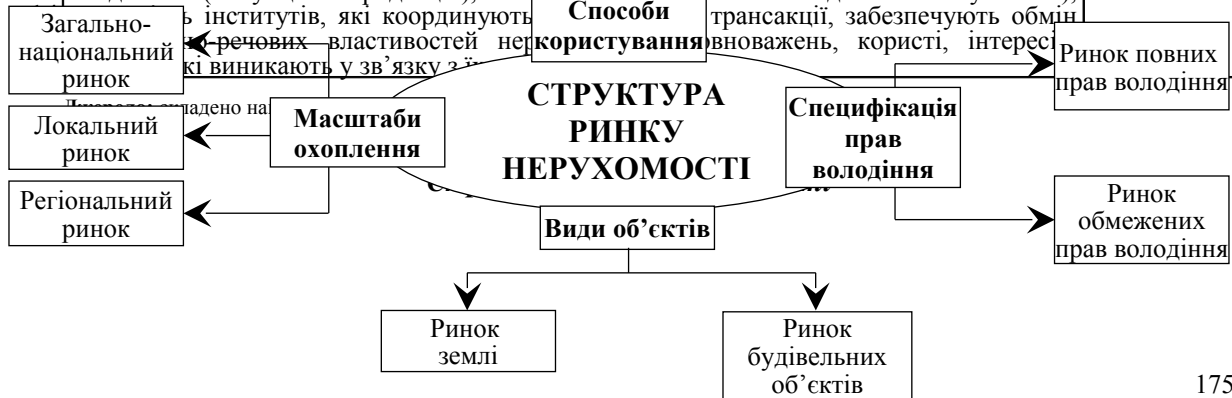 Способи
користування
інститутів, які координують
трансакції, забезпечують обмін
речових властивостей
користі,
які виникають у зв’язку з
складено
Загально-
національний
ринок
Локальний
ринок
Регіональний
ринок
Масштаби
охоплення
СТРУКТУРА
РИНКУ
НЕРУХОМОСТІ
Специфікація
прав
володіння
Ринок повних
прав володіння
Ринок
обмежених
прав володіння
Види об’єктів
Ринок
землі
Ринок
будівельних
об’єктів
175